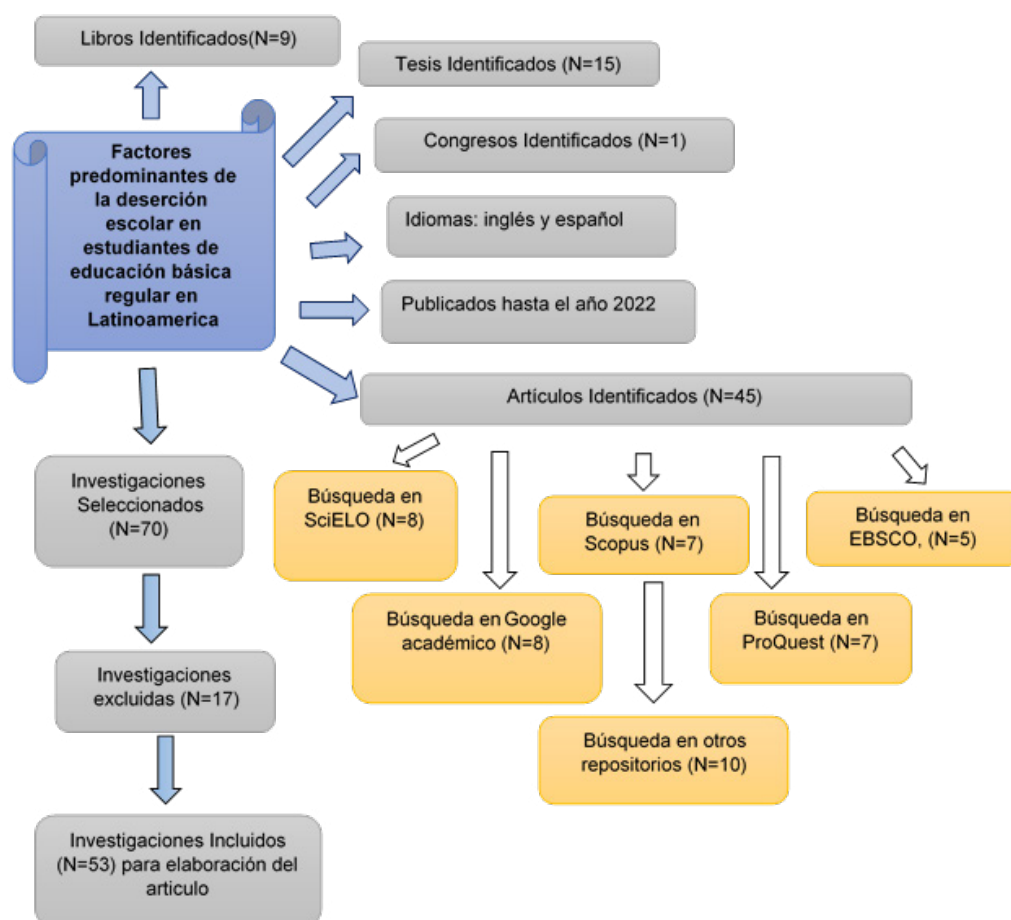 Libros Identificados(N=9)
Tesis Identificados (N=15)
Congresos Identificados (N=1)
Factores
predominantes de
la deserción
escolar en
estudiantes de
educación básica
regular en
Latinoamerica
Idiomas: inglés y español
Publicados hasta el año 2022
Artículos Identificados (N=45)
Investigaciones
Seleccionados
(N=70)
Búsqueda en
SciELO (N=8)
Búsqueda en
Scopus (N=7)
Búsqueda en
EBSCO, (N=5)
Búsqueda en Google
académico (N=8)
Búsqueda en
ProQuest (N=7)
Investigaciones
excluidas (N=17)
Búsqueda en otros
repositorios (N=10)
Investigaciones Incluidos
(N=53) para elaboración del
articulo